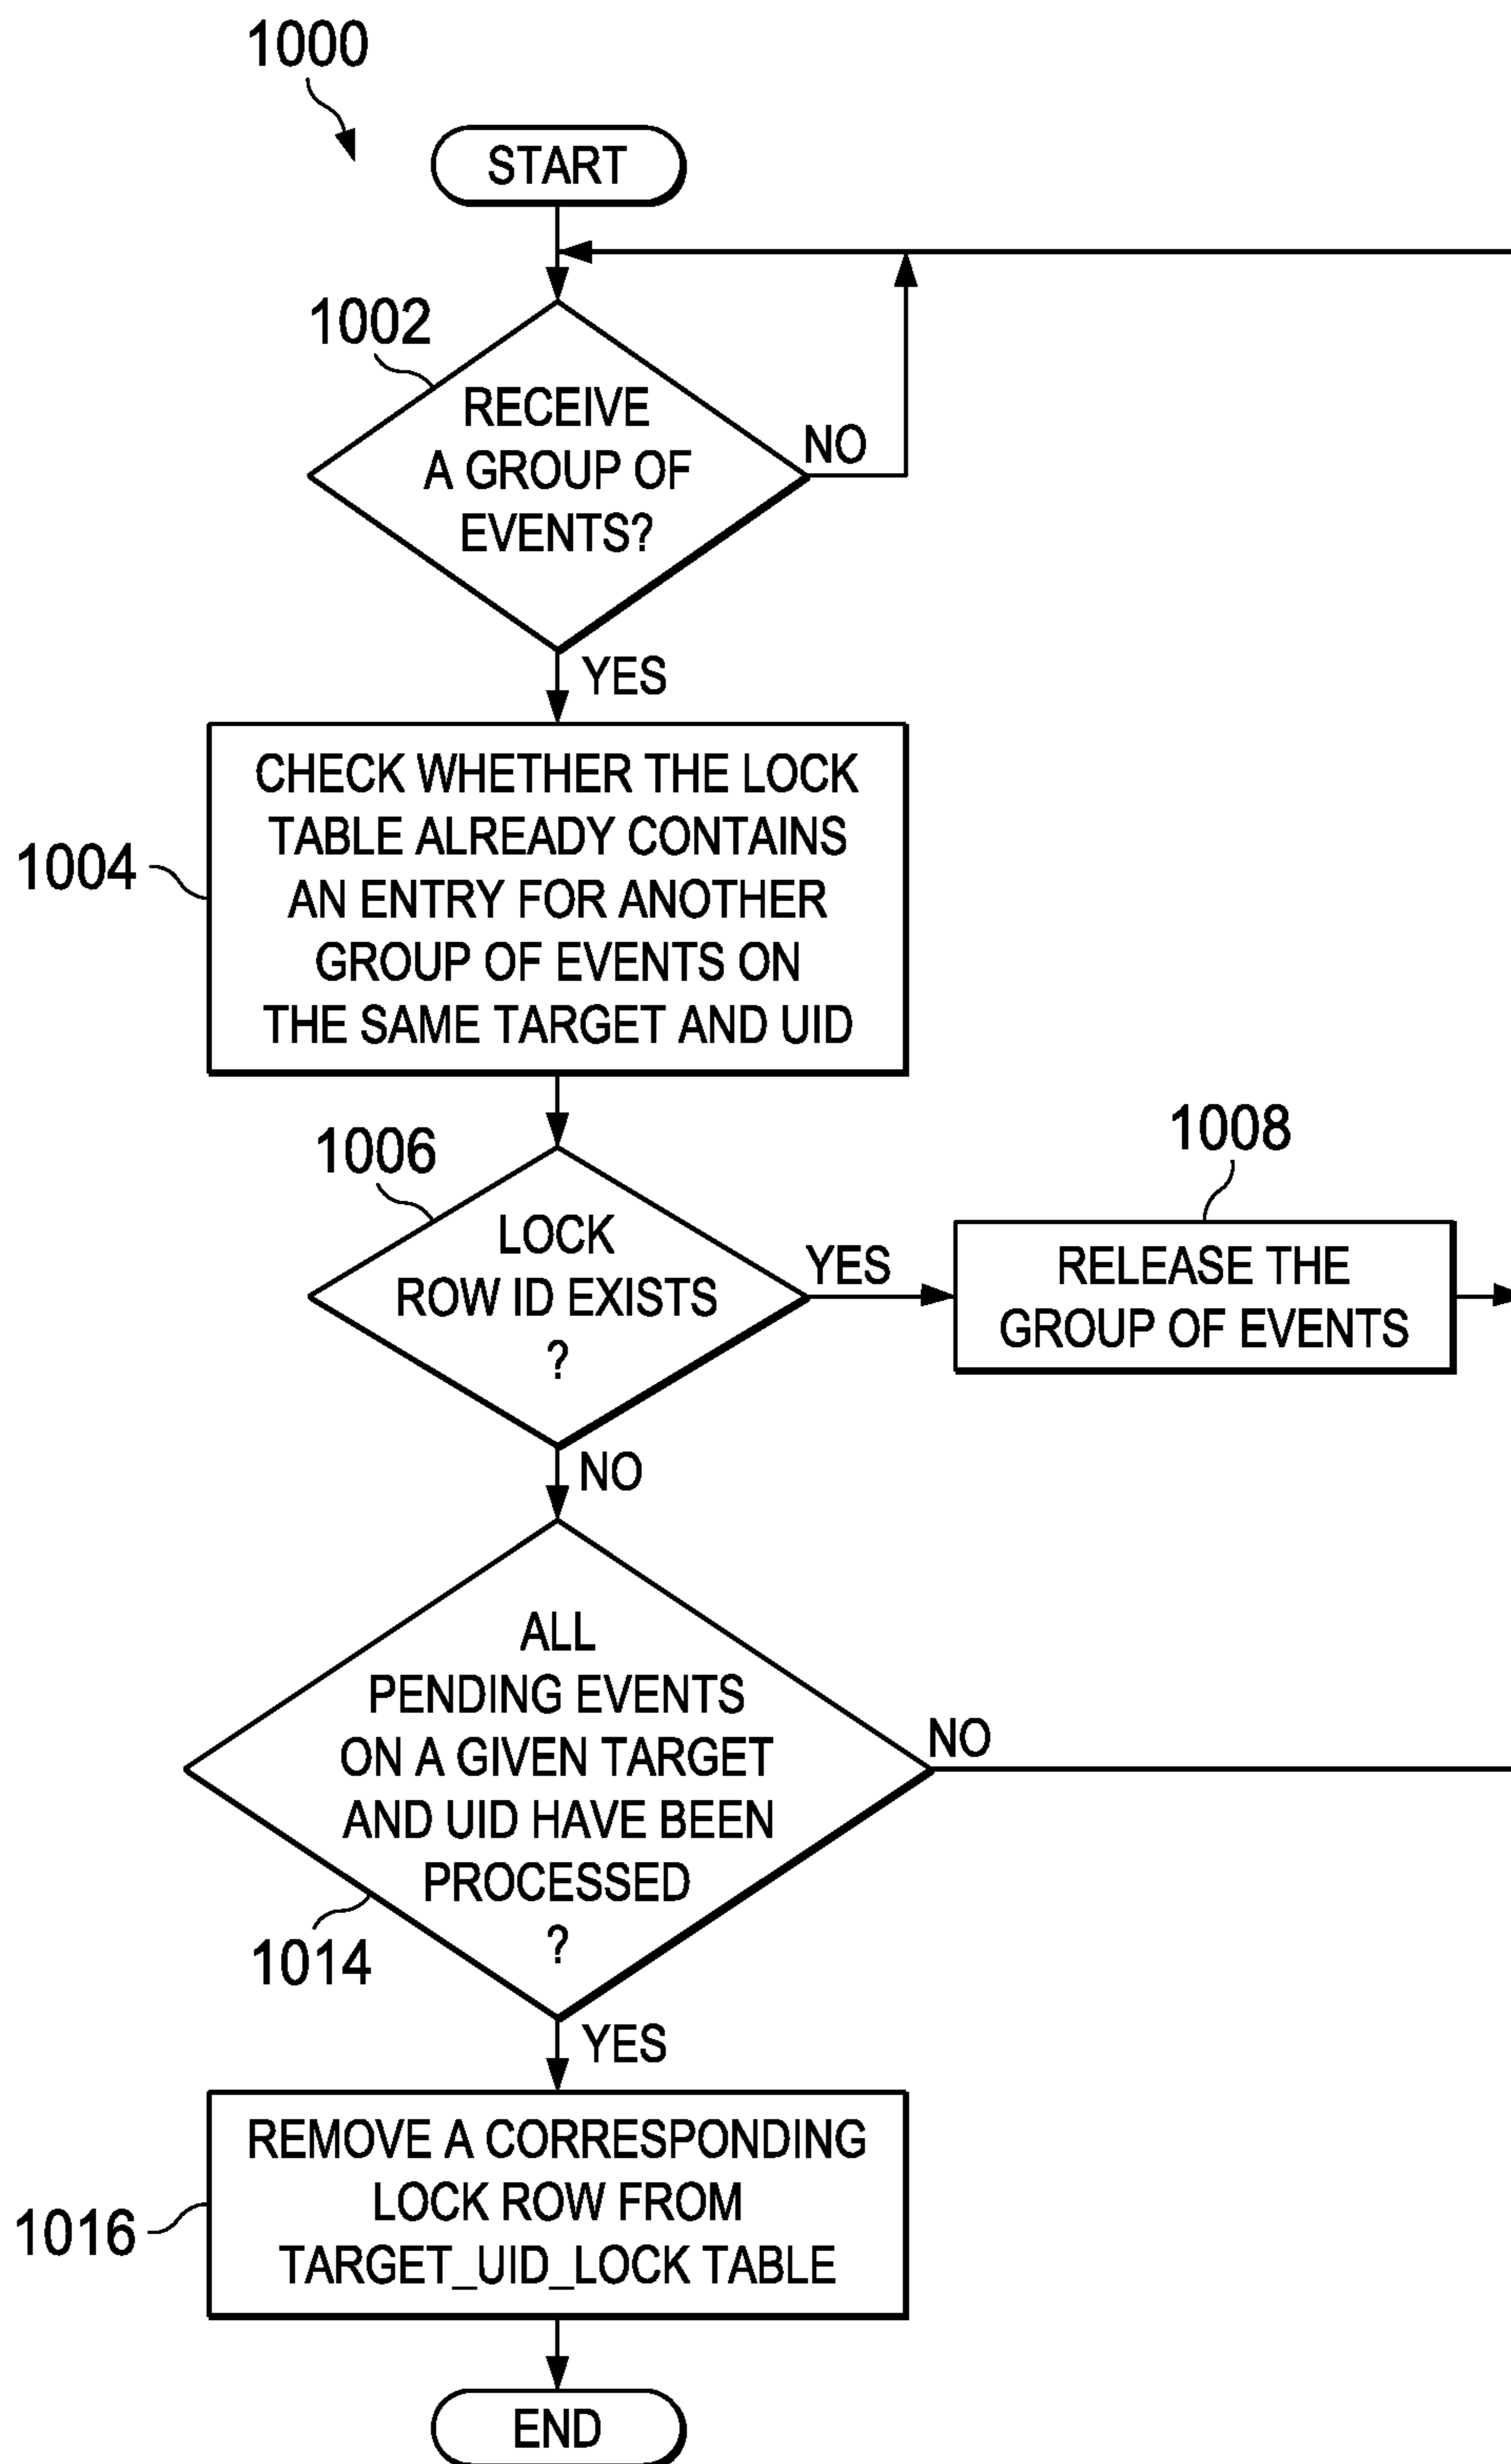 1000
START
1002
RECEIVE
A GROUP OF
EVENTS?
NO
YES
CHECK WHETHER THE LOCK
TABLE ALREADY CONTAINS
AN ENTRY FOR ANOTHER
GROUP OF EVENTS ON
THE SAME TARGET AND UID
1004
1006
LOCK
ROW ID EXISTS
?
YES
1008
RELEASE THE
GROUP OF EVENTS
NO
ALL
PENDING EVENTS
ON A GIVEN TARGET
AND UID HAVE BEEN
PROCESSED
?
NO
1014
YES
REMOVE A CORRESPONDING
LOCK ROW FROM
TARGET_UID_LOCK TABLE
1016
END